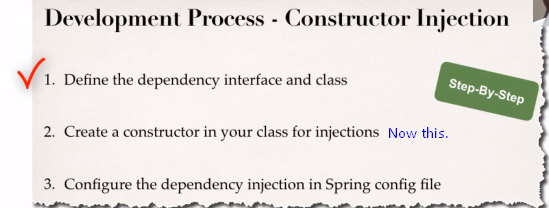 Development Process - Constructor Injection
1. Define the dependency interface and class
Step-By-Step
2. Create a constructor in your class for injections Now this.
3. Configure the dependency injection in Spring config file